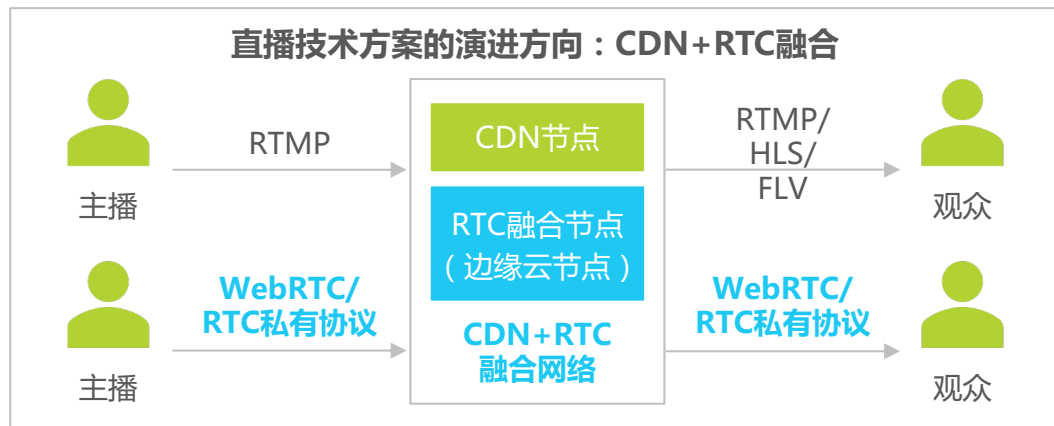 直播技术方案的演进方向：CDN+RTC融合
RTMP
CDN节点
RTMP/
HLS/
FLV
主播
观众
RTC融合节点
（边缘云节点）
WebRTC/
RTC私有协议
CDN+RTC
融合网络
WebRTC/
RTC私有协议
主播
观众